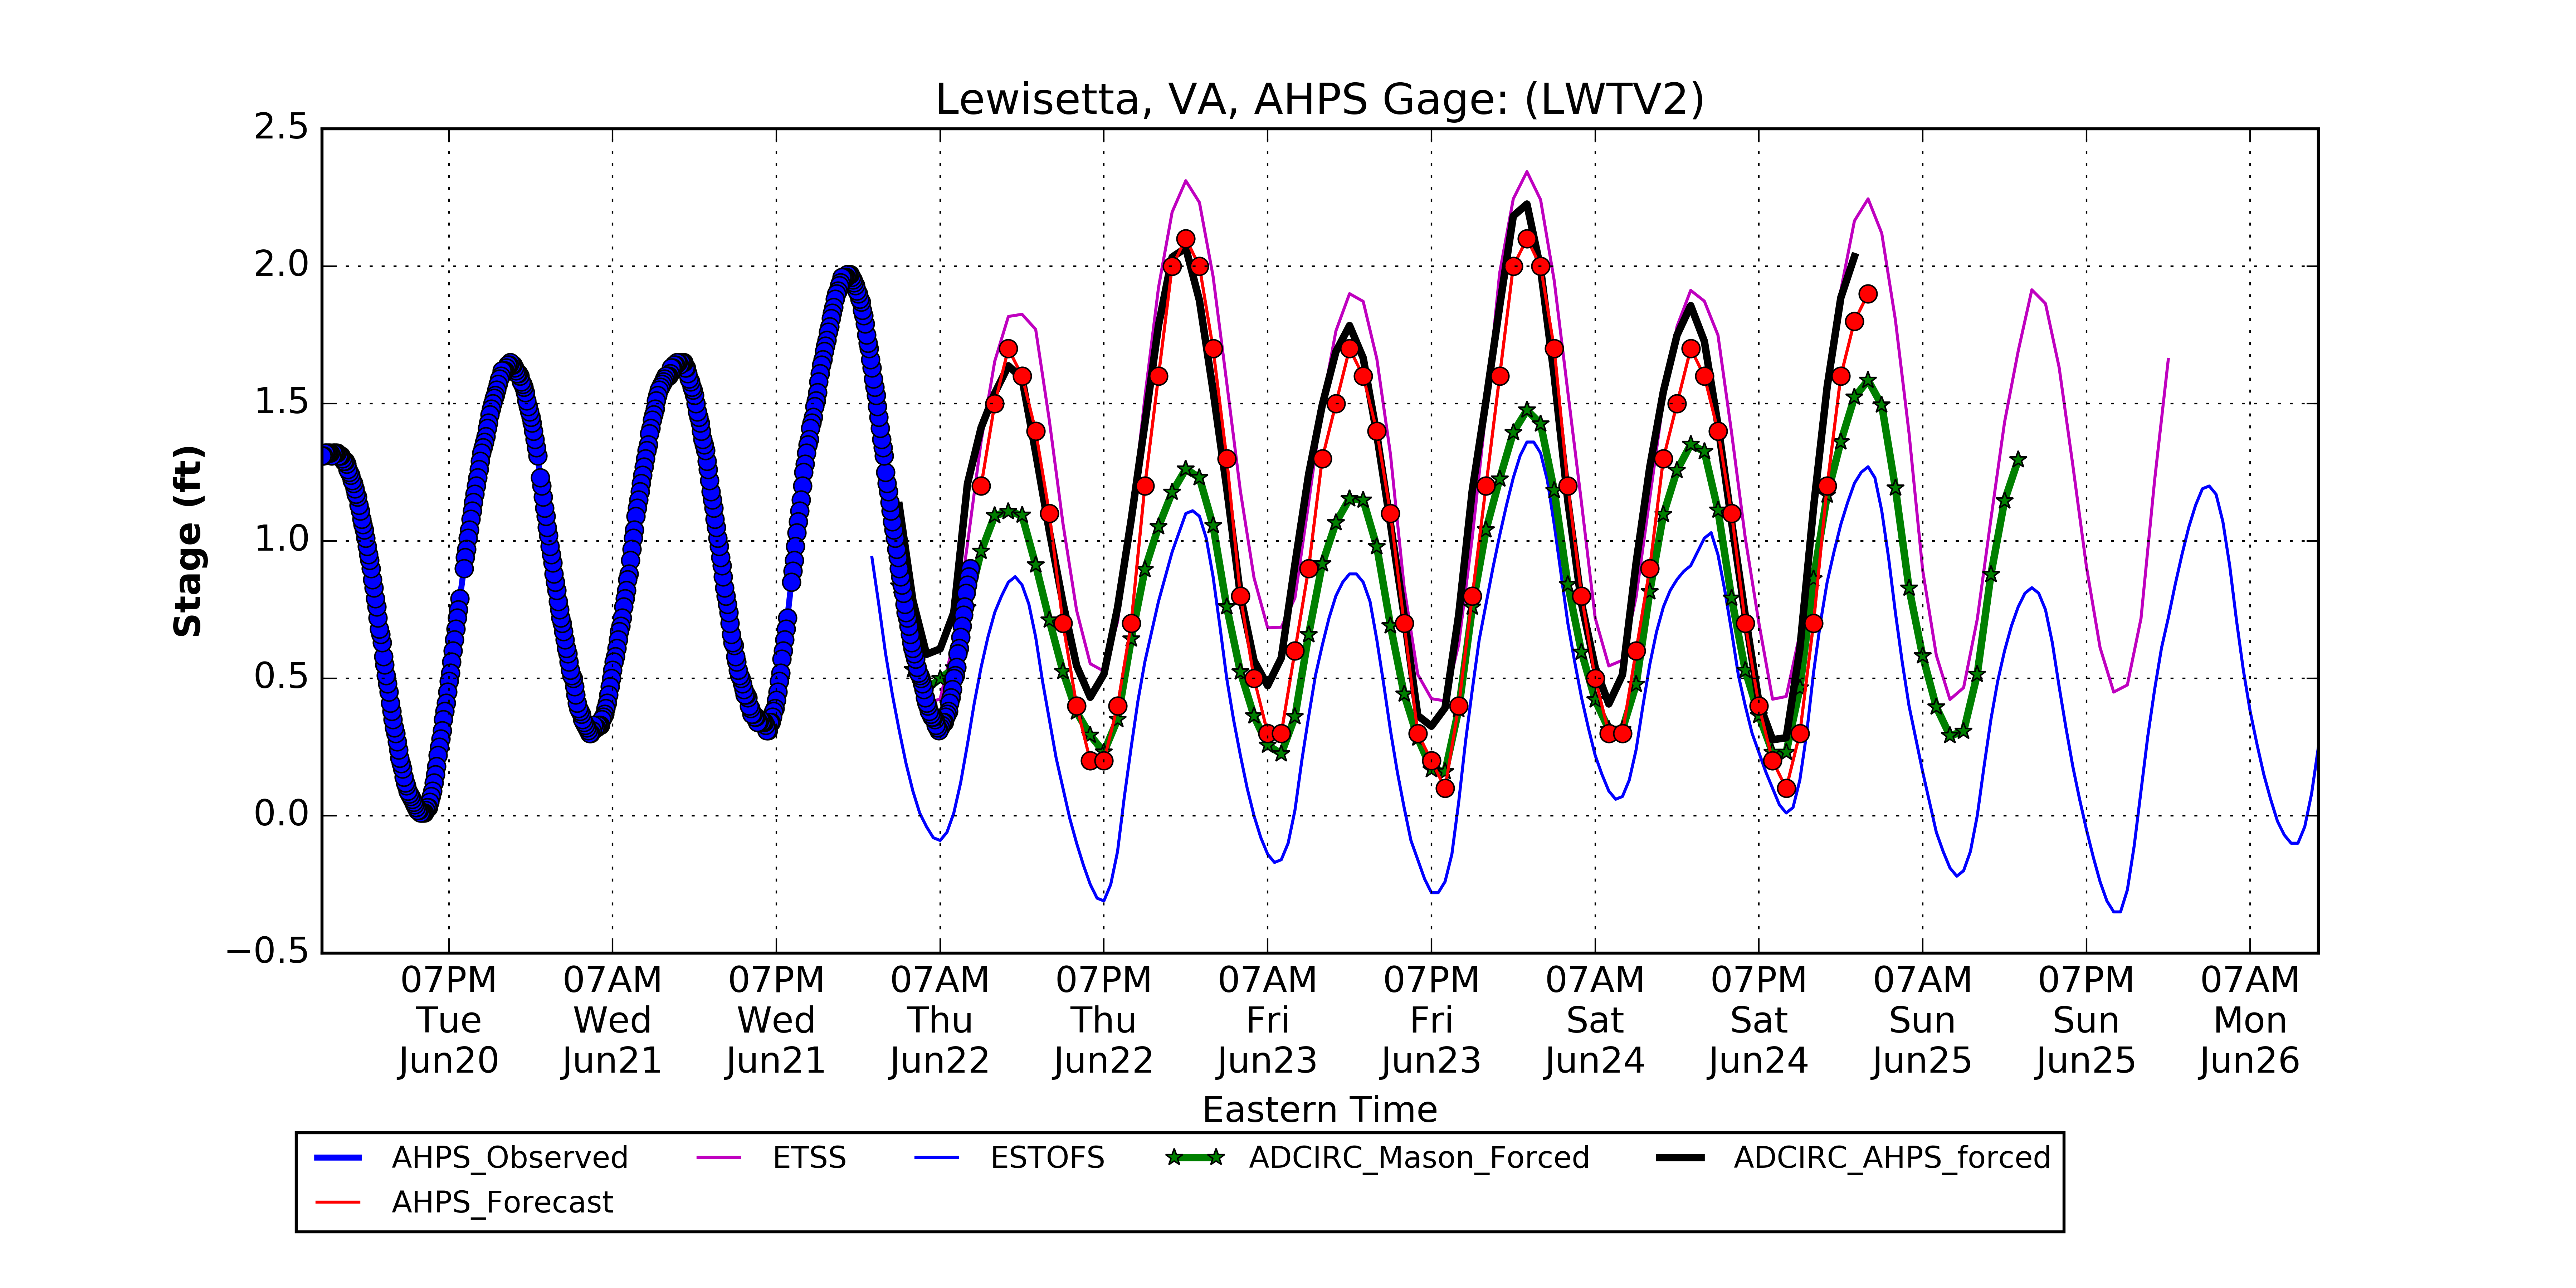 Lewisetta, VA, AHPS Gage: (LWTV2)
2.5
2.0
1.5
1.0
0.5
0.0
−0.5
Stage (ft)
07PM 07AM 07PM 07AM 07PM 07AM 07PM 07AM 07PM 07AM 07PM 07AM
Tue Wed Wed Thu Thu Fri Fri Sat Sat Sun Sun Mon
Jun20 Jun21 Jun21 Jun22 Jun22 Jun23 Jun23 Jun24 Jun24 Jun25 Jun25 Jun26
Eastern Time
AHPS_Observed ETSS ESTOFS ADCIRC_Mason_Forced ADCIRC_AHPS_forced
AHPS_Forecast